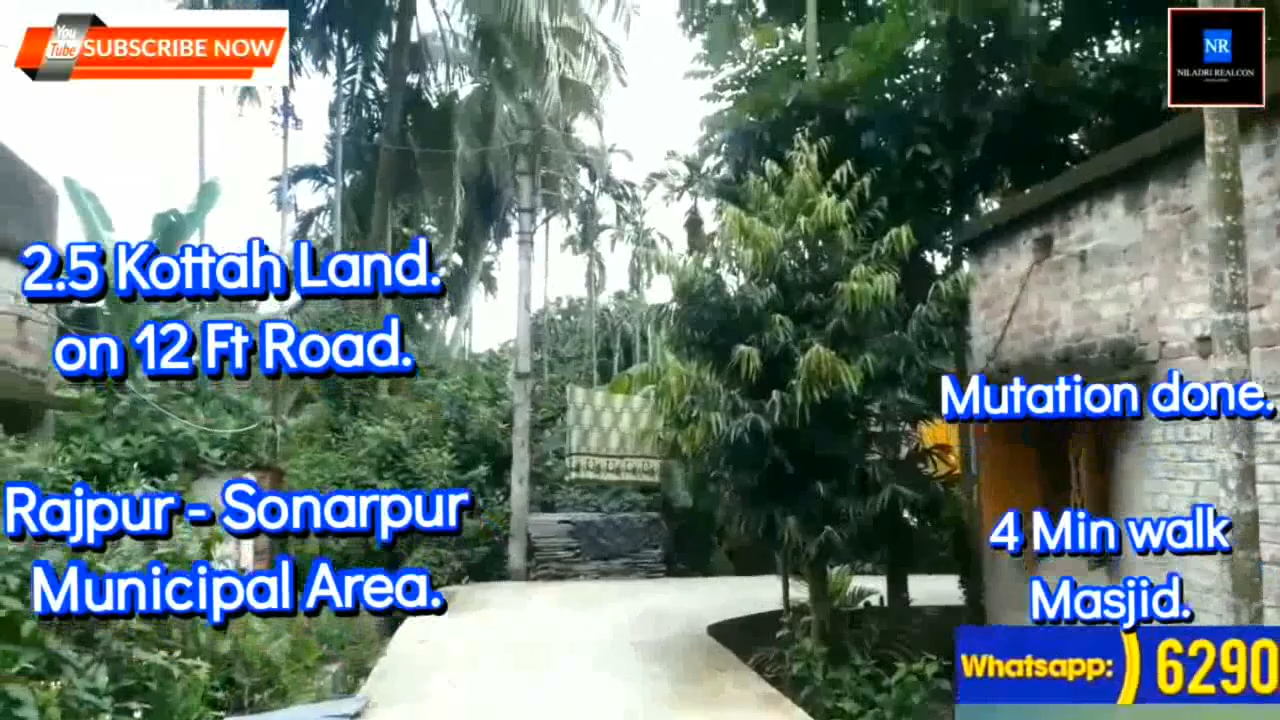 You
Tube
SUBSCRIBE NOW
NR
NILADRI REALCON
2.5 Kottah Land.
on 12 Ft Road.
Mutation done.
Rajpur - Sonarpur
Municipal Area.
4 Min walk
Masjid.
Whatsapp: ) 6290